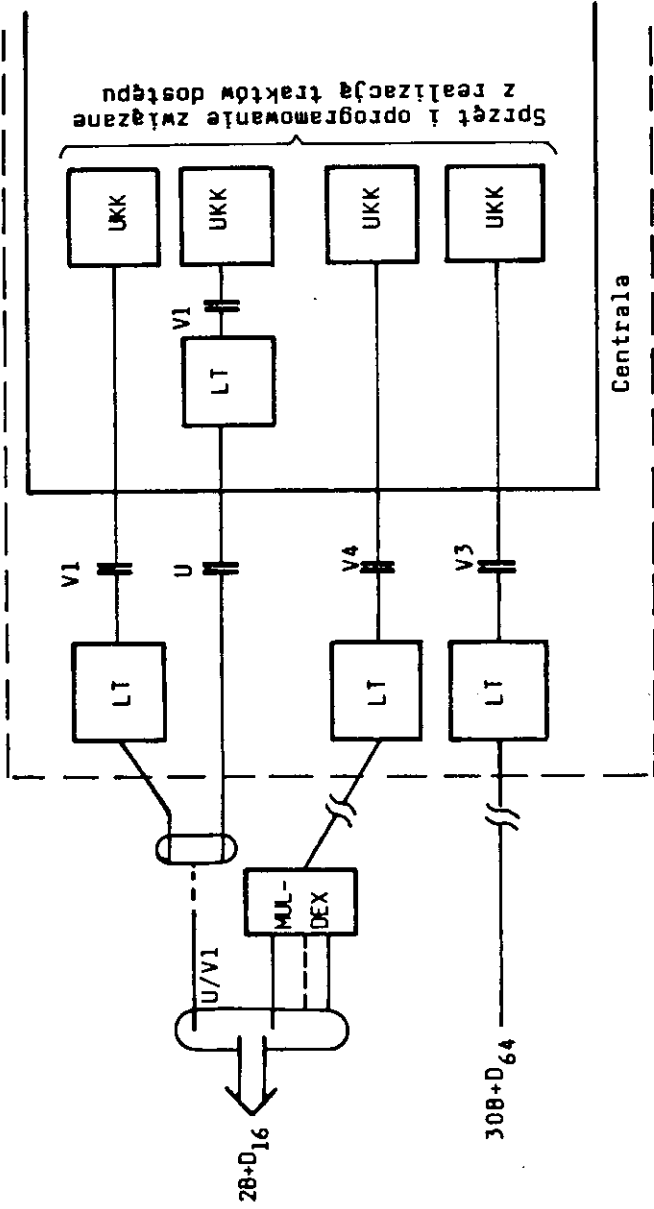 Sprzęt i oprogramowanie związane
z realizacją traktów dostępu
UKK
UKK
UKK
UKK
V1
LT
Centrala
V1
U
V4
V3
LT
LT
LT
U/V1
MUL-
DEX
2B+D16
30B+D64